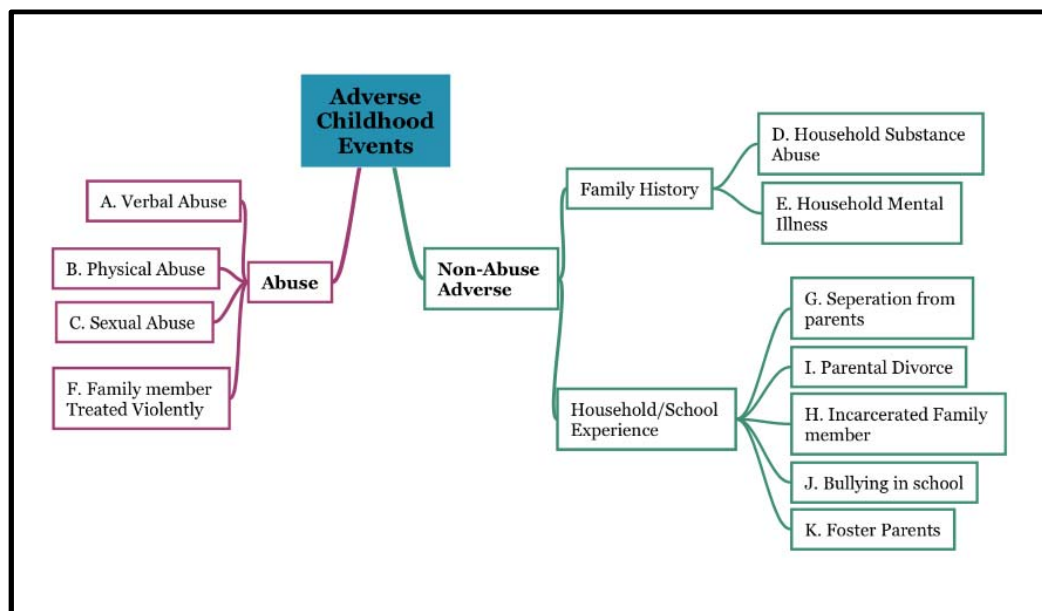 Adverse
Childhood
Events
A. Verbal Abuse
B. Physical Abuse
C. Sexual Abuse
F. Family member
Treated Violently
Abuse
Non-Abuse
Adverse
Family History
D. Household Substance
Abuse
E. Household Mental
Illness
Household/School
Experience
G. Seperation from
parents
I. Parental Divorce
H. Incarcerated Family
member
J. Bullying in school
K. Foster Parents